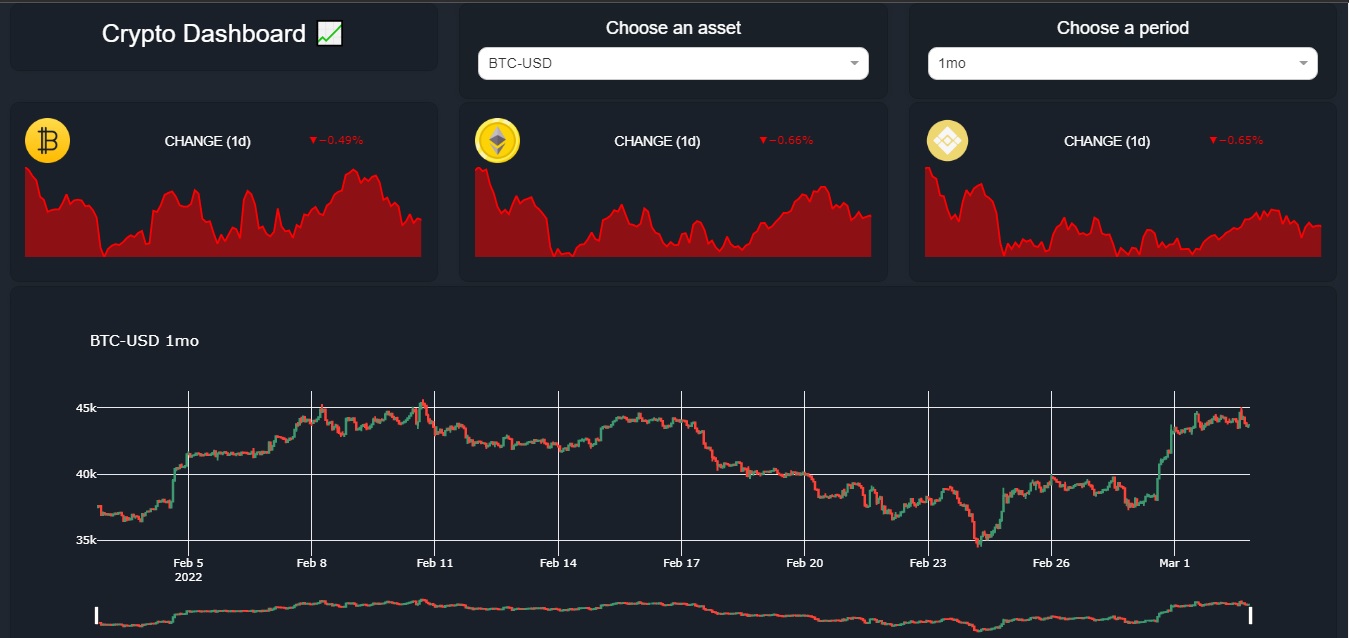 Crypto Dashboard
Choose an asset
BTC-USD
Choose a period
1mo
CHANGE (1d)
▼−0.49%
CHANGE (1d)
▼−0.66%
CHANGE (1d)
▼−0.65%
BTC-USD 1mo
45k
40k
35k
Feb 5 Feb 8 Feb 11 Feb 14 Feb 17 Feb 20 Feb 23 Feb 26 Mar 1
2022